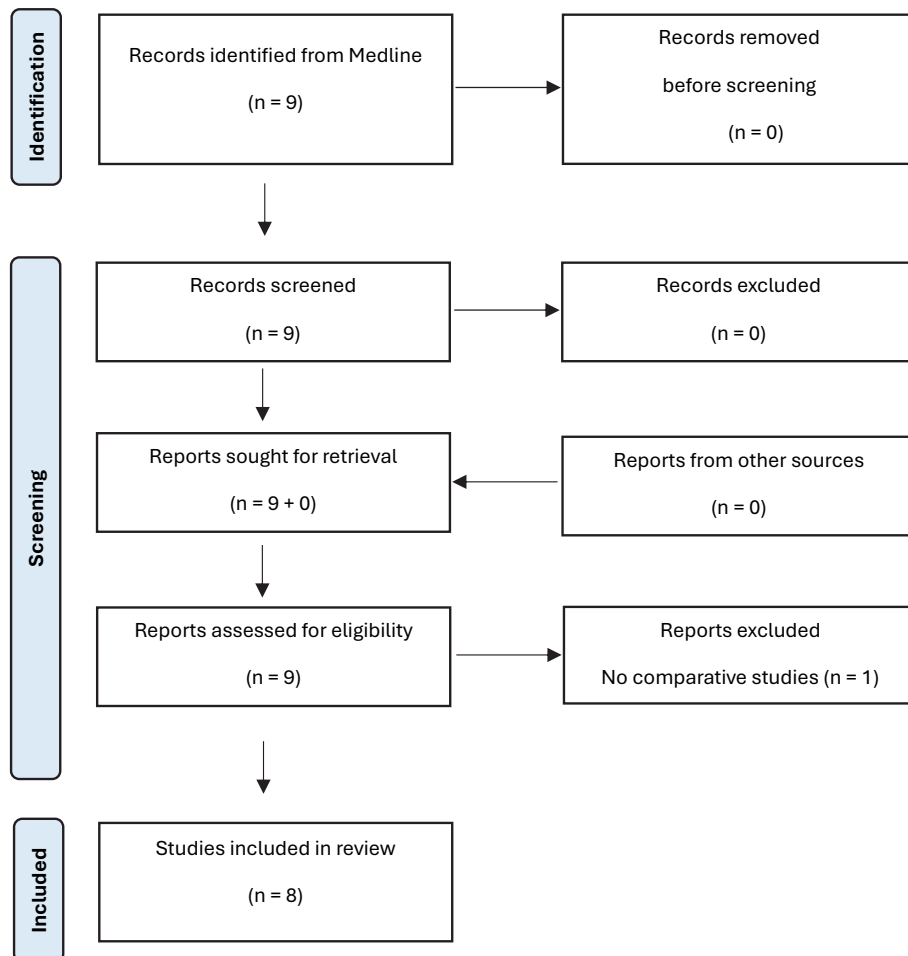 Identification
Records identified from Medline
(n = 9)
Records removed
before screening
(n = 0)
Screening
Records screened
(n = 9)
Records excluded
(n = 0)
Reports sought for retrieval
(n = 9 + 0)
Reports from other sources
(n = 0)
Reports assessed for eligibility
(n = 9)
Reports excluded
No comparative studies (n = 1)
Included
Studies included in review
(n = 8)